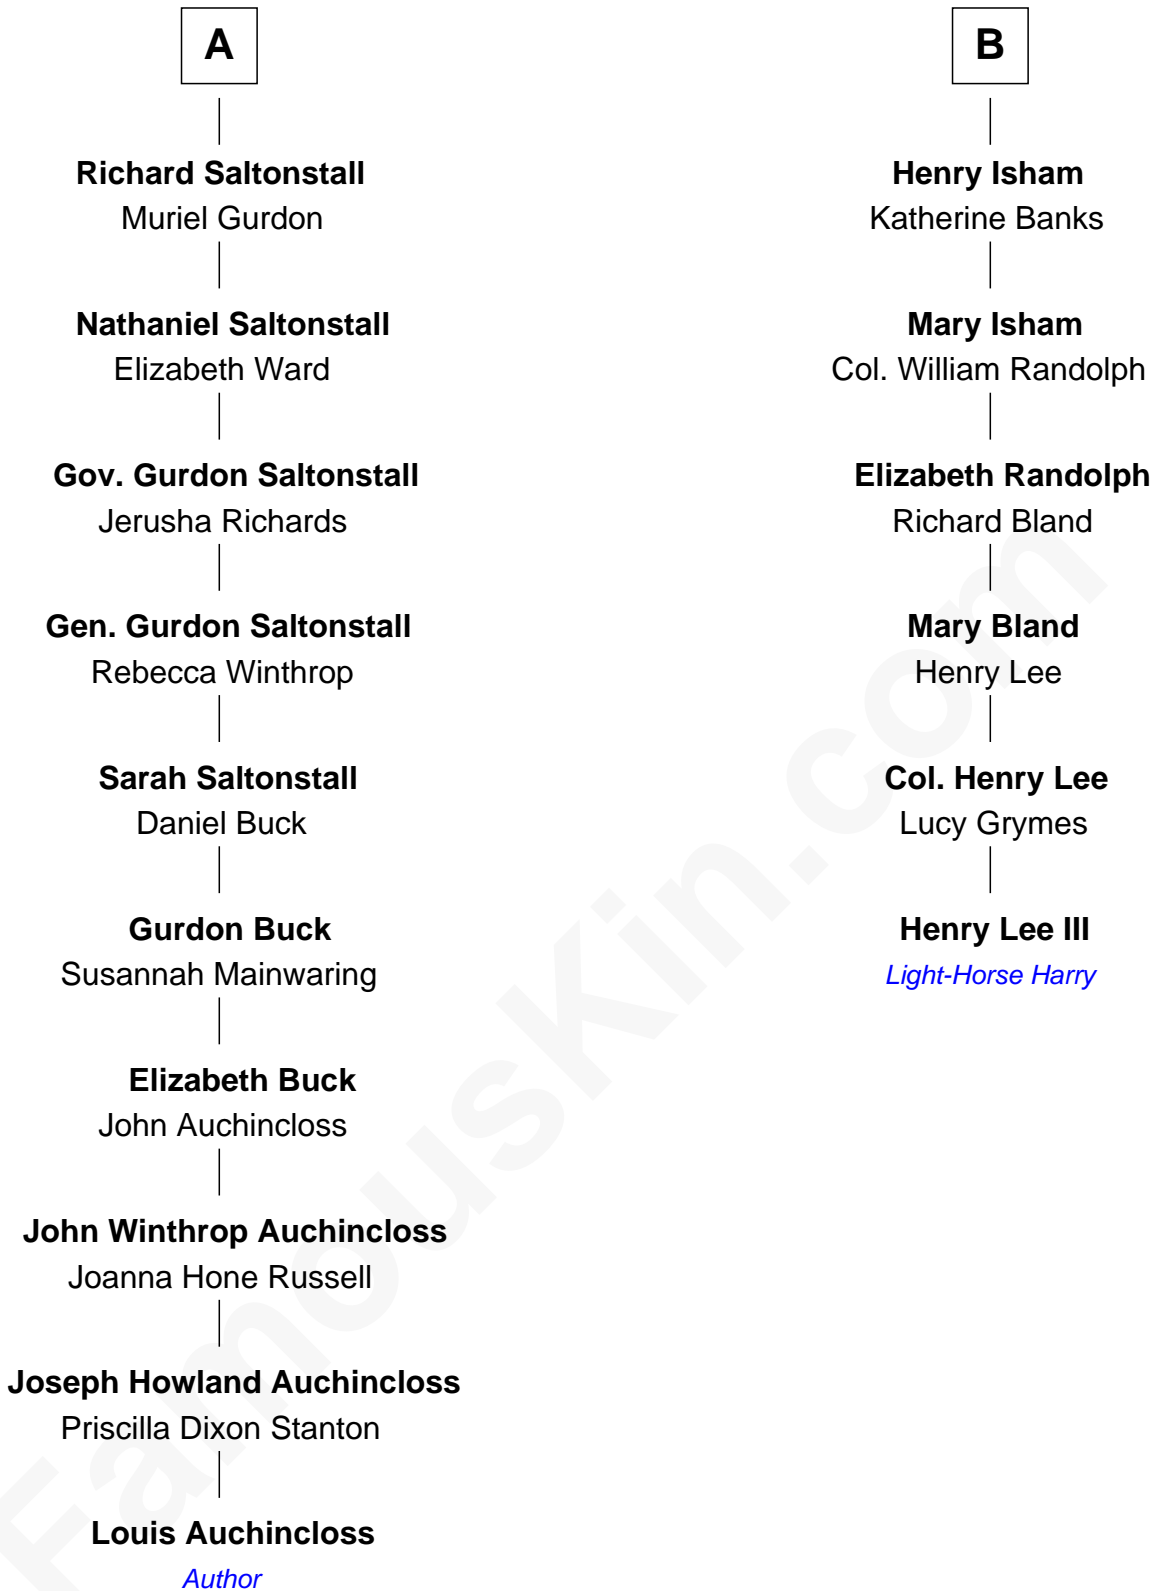 A
Richard Saltonstall
Muriel Gurdon
Nathaniel Saltonstall
Elizabeth Ward
Gov. Gurdon Saltonstall
Jerusha Richards
Gen. Gurdon Saltonstall
Rebecca Winthrop
Sarah Saltonstall
Daniel Buck
Gurdon Buck
Susannah Mainwaring
Elizabeth Buck
John Auchincloss
John Winthrop Auchincloss
Joanna Hone Russell
Joseph Howland Auchincloss
Priscilla Dixon Stanton
Louis Auchincloss
Author
B
Henry Isham
Katherine Banks
Mary Isham
Col. William Randolph
Elizabeth Randolph
Richard Bland
Mary Bland
Henry Lee
Col. Henry Lee
Lucy Grymes
Henry Lee III
Light-Horse Harry
FamousKin.com